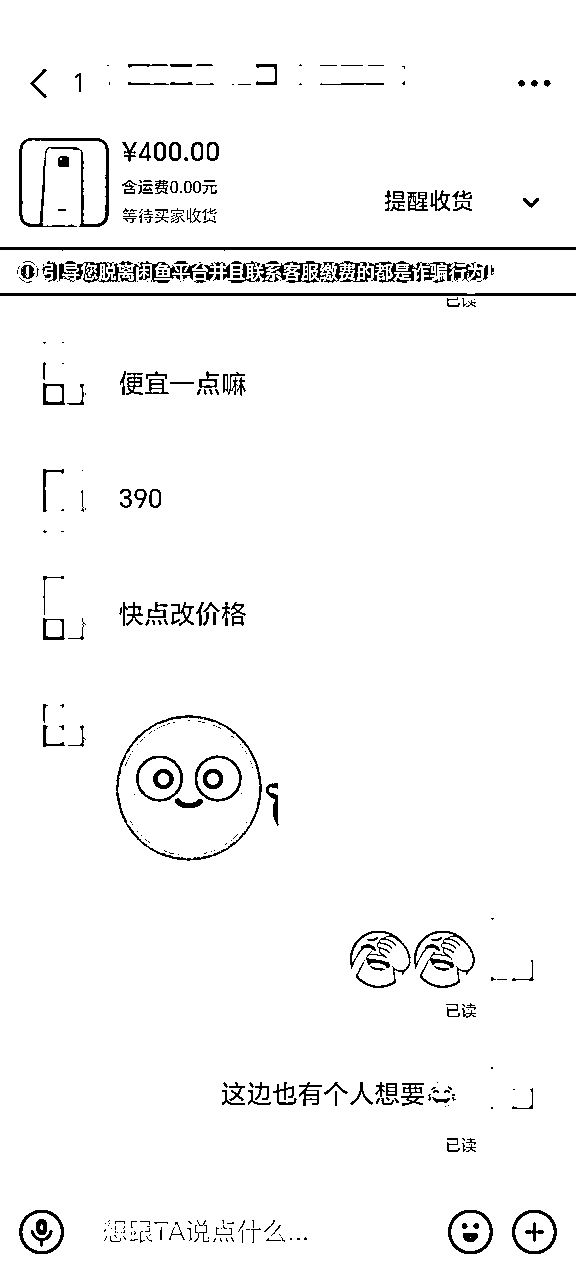 1
¥400.00
含运费0.00元
等待买家收货
提醒收货
引导您脱离闲鱼平台并且联系客服缴费的都是诈骗行为!
已读
便宜一点嘛
390
快点改价格
已读
这边也有个人想要
已读
想跟TA说点什么...